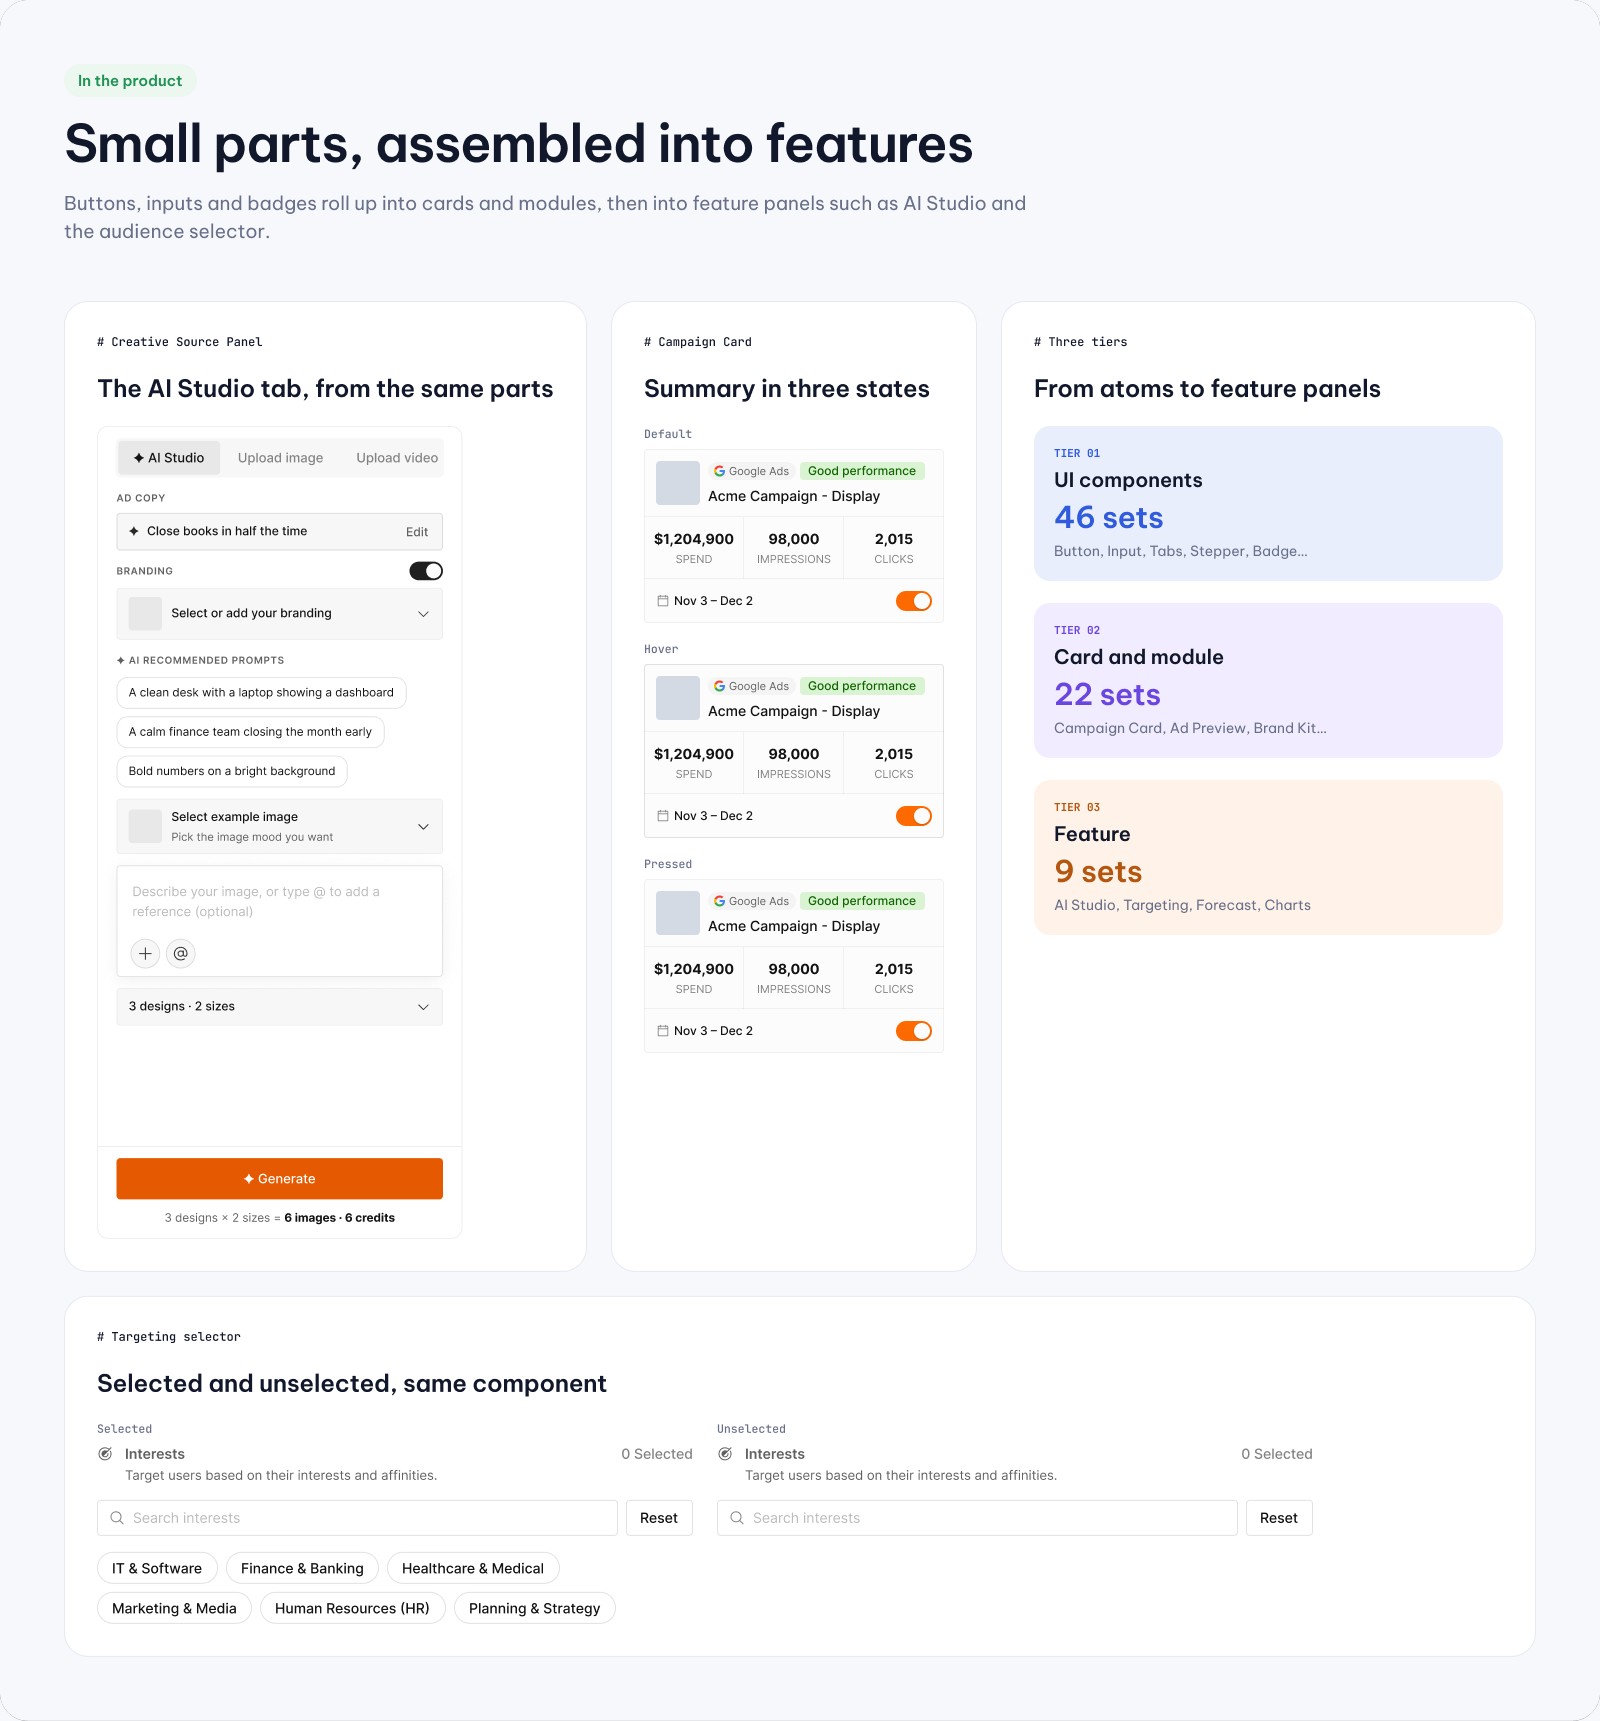 In the product
Small parts, assembled into features
Buttons, inputs and badges roll up into cards and modules, then into feature panels such as AI Studio and
the audience selector.
# Creative Source Panel
The AI Studio tab, from the same parts
AI Studio
Upload image
Upload video
AD COPY
Close books in half the time
Edit
BRANDING
Select or add your branding
AI RECOMMENDED PROMPTS
A clean desk with a laptop showing a dashboard
A calm finance team closing the month early
Bold numbers on a bright background
Select example image
Pick the image mood you want
Describe your image, or type @ to add a
reference (optional)
@
3 designs · 2 sizes
Generate
3 designs × 2 sizes = 6 images · 6 credits
# Campaign Card
Summary in three states
Default
Google Ads
Good performance
Acme Campaign - Display
$1,204,900
98,000
2,015
SPEND
IMPRESSIONS
CLICKS
Nov 3 – Dec 2
Hover
Google Ads
Good performance
Acme Campaign - Display
$1,204,900
98,000
2,015
SPEND
IMPRESSIONS
CLICKS
Nov 3 – Dec 2
Pressed
Google Ads
Good performance
Acme Campaign - Display
$1,204,900
98,000
2,015
SPEND
IMPRESSIONS
CLICKS
Nov 3 – Dec 2
# Three tiers
From atoms to feature panels
TIER 01
UI components
46 sets
Button, Input, Tabs, Stepper, Badge...
TIER 02
Card and module
22 sets
Campaign Card, Ad Preview, Brand Kit...
TIER 03
Feature
9 sets
AI Studio, Targeting, Forecast, Charts
# Targeting selector
Selected and unselected, same component
Selected
Interests
0 Selected
Target users based on their interests and affinities.
Search interests
Reset
IT & Software
Finance & Banking
Healthcare & Medical
Marketing & Media
Human Resources (HR)
Planning & Strategy
Unselected
Interests
0 Selected
Target users based on their interests and affinities.
Search interests
Reset